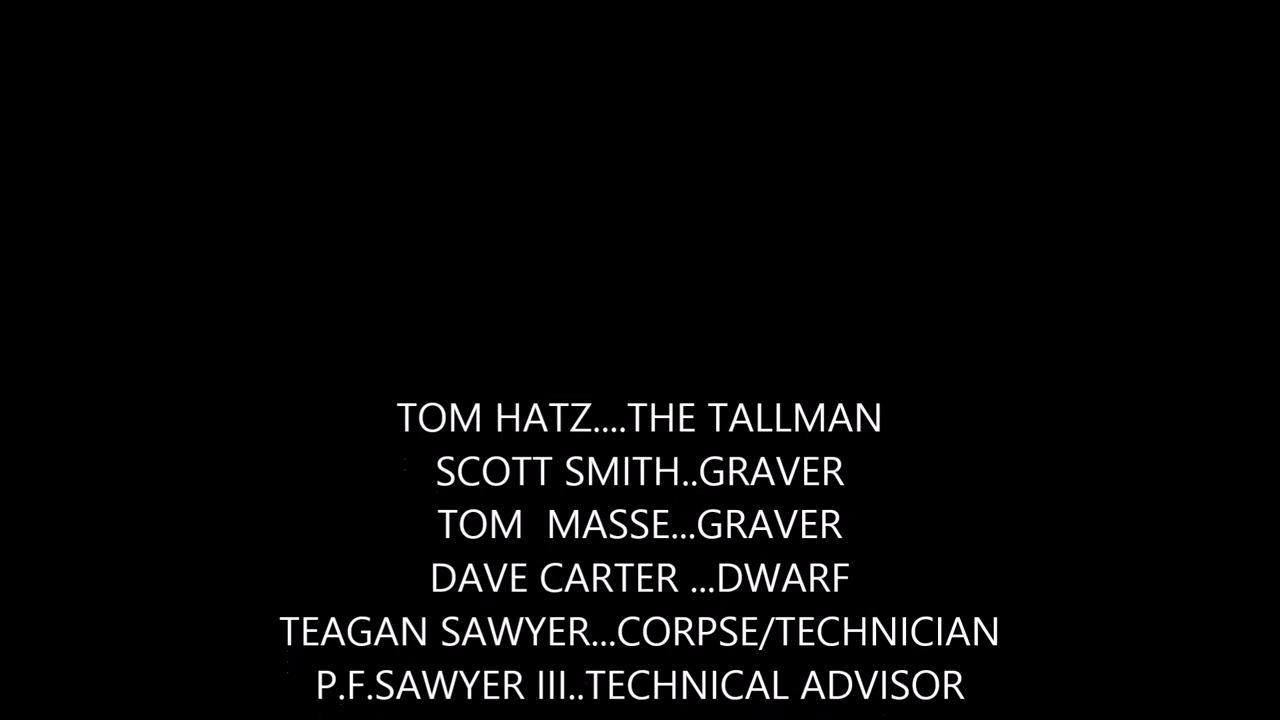 TOM HATZ....THE TALLMAN
SCOTT SMITH..GRAVER
TOM  MASSE...GRAVER
DAVE CARTER ...DWARF
TEAGAN SAWYER...CORPSE/TECHNICIAN
P.F.SAWYER III..TECHNICAL ADVISOR